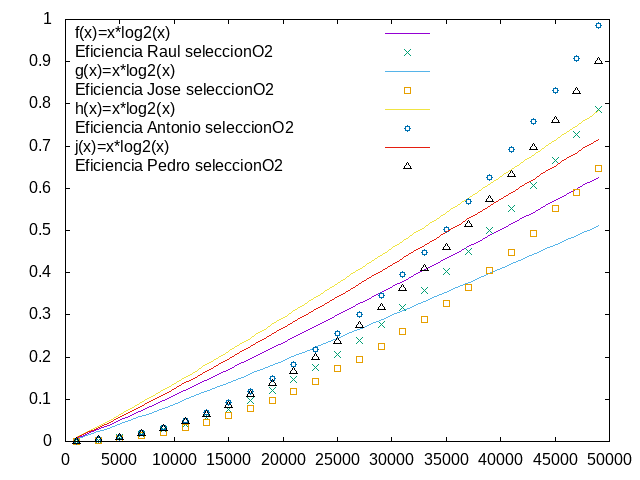 1
0.9
0.8
0.7
0.6
0.5
0.4
0.3
0.2
0.1
0
f(x)=x*log2(x)
Eficiencia Raul seleccionO2
g(x)=x*log2(x)
Eficiencia Jose seleccionO2
h(x)=x*log2(x)
Eficiencia Antonio seleccionO2
j(x)=x*log2(x)
Eficiencia Pedro seleccionO2
0 5000 10000 15000 20000 25000 30000 35000 40000 45000 50000